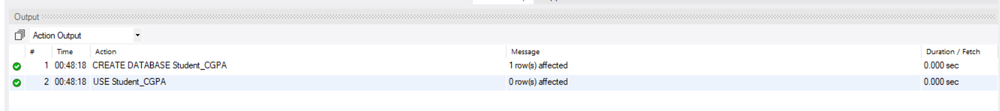 Output
Action Output
# Time Action Message Duration / Fetch
1 00:48:18 CREATE DATABASE Student_CGPA 1 row(s) affected 0.000 sec
2 00:48:18 USE Student_CGPA 0 row(s) affected 0.000 sec